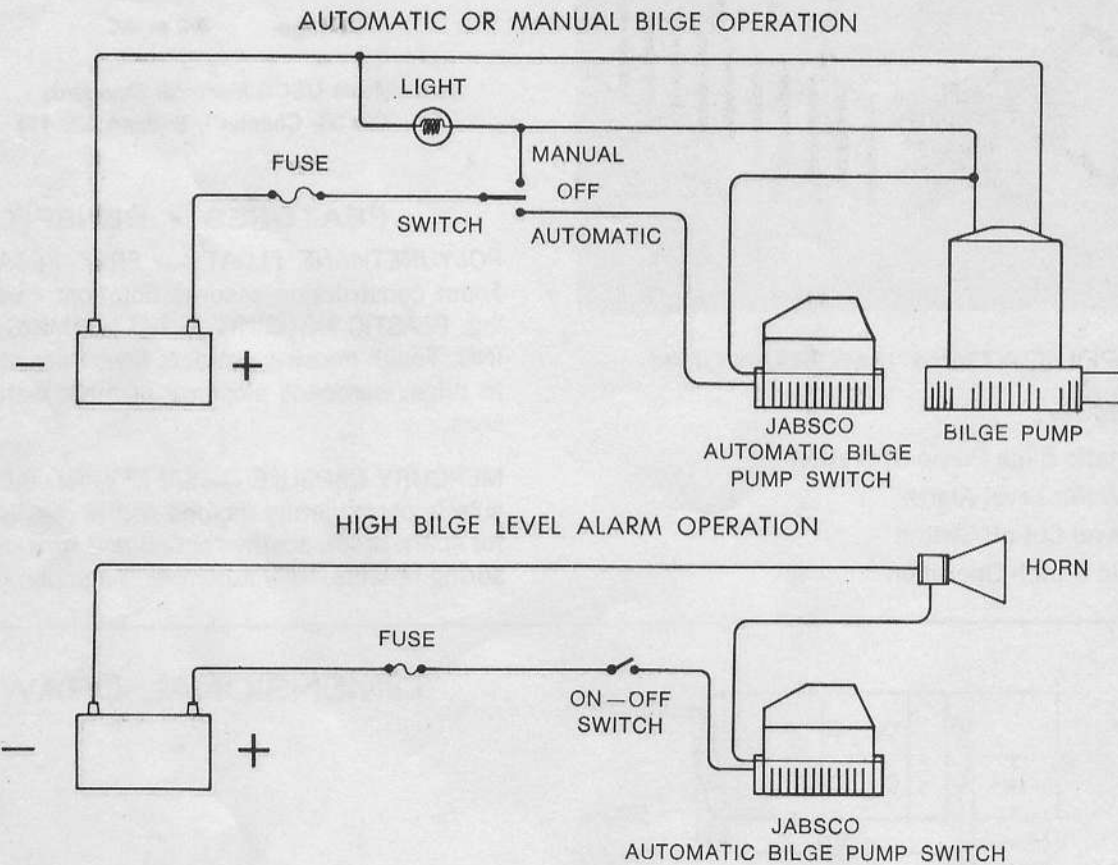 AUTOMATIC OR MANUAL BILGE OPERATION
LIGHT
FUSE
MANUAL
OFF
SWITCH
AUTOMATIC
− +
JABSCO
AUTOMATIC BILGE
PUMP SWITCH
BILGE PUMP
HIGH BILGE LEVEL ALARM OPERATION
HORN
FUSE
ON—OFF
SWITCH
− +
JABSCO
AUTOMATIC BILGE PUMP SWITCH